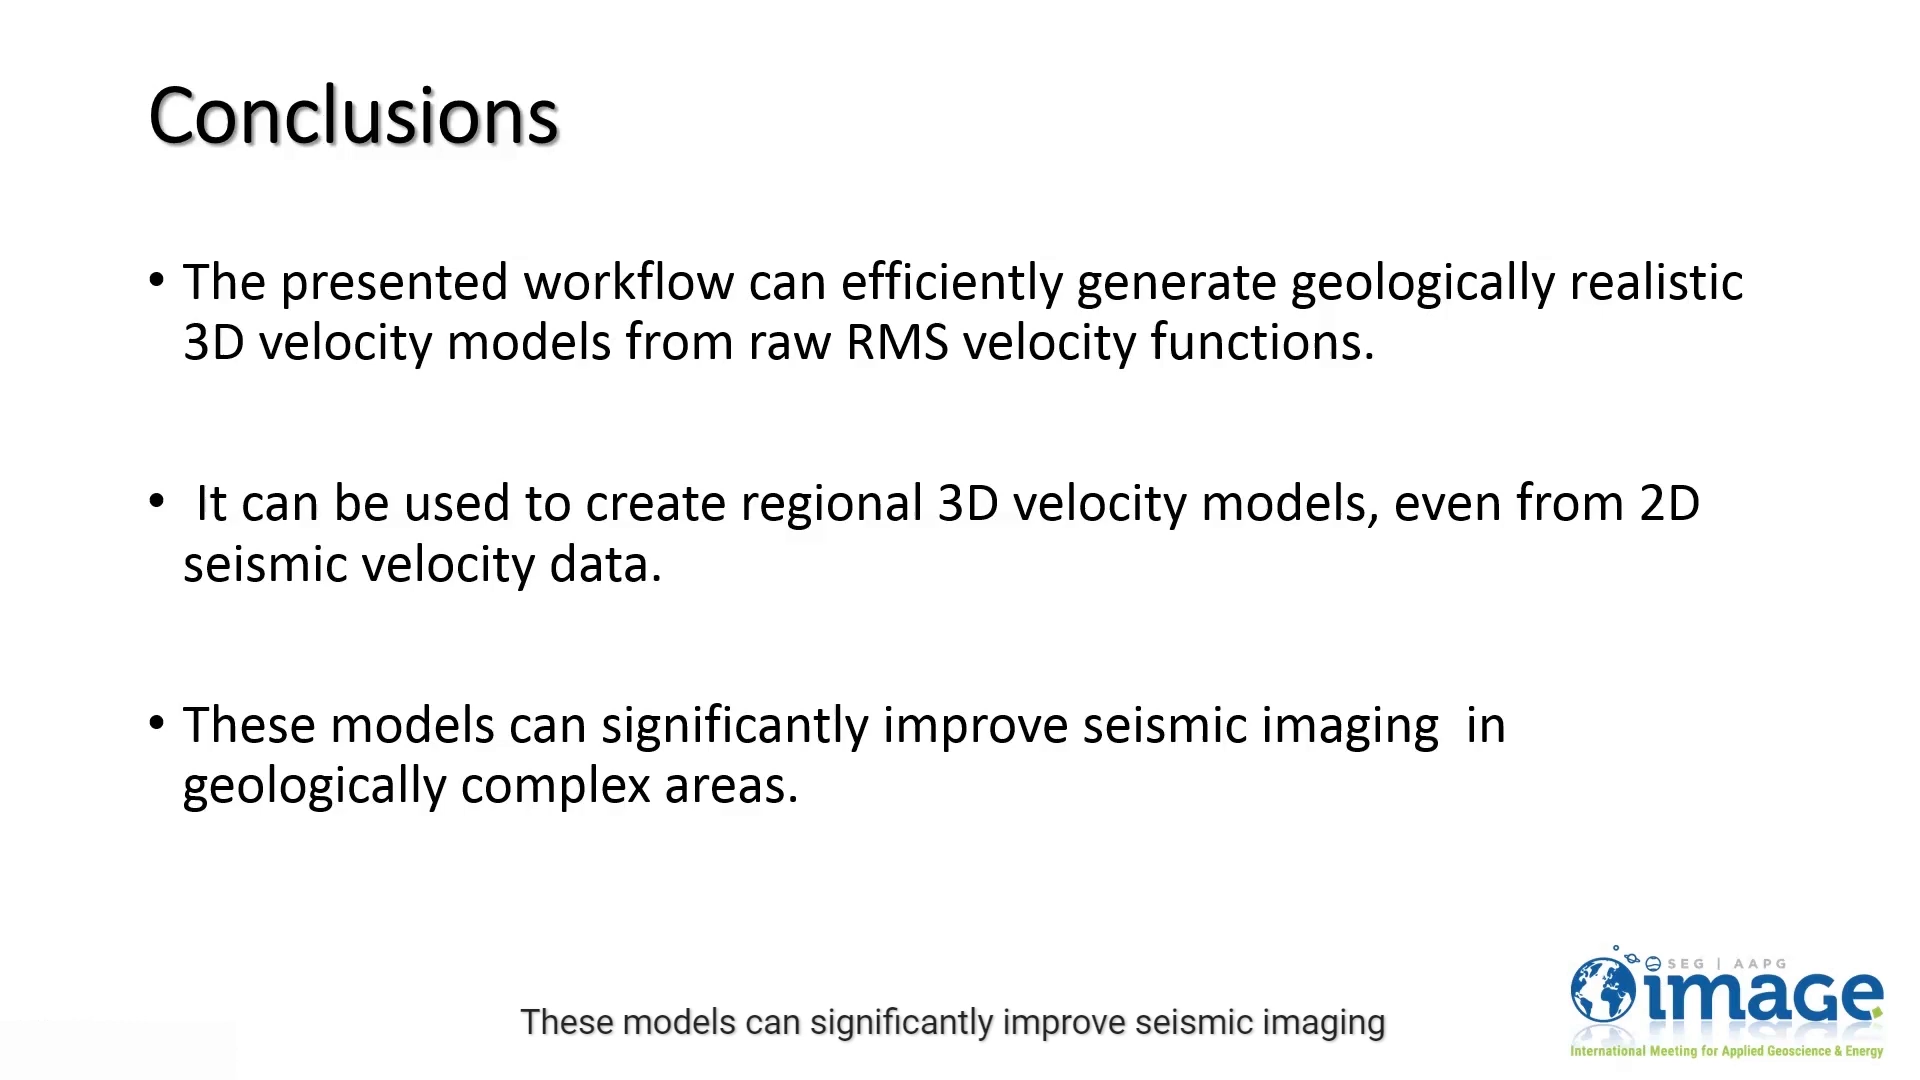 Conclusions
• The presented workflow can efficiently generate geologically realistic
3D velocity models from raw RMS velocity functions.
• It can be used to create regional 3D velocity models, even from 2D
seismic velocity data.
• These models can significantly improve seismic imaging  in
geologically complex areas.
SEG | AAPG
image
International Meeting for Applied Geoscience & Energy
These models can significantly improve seismic imaging